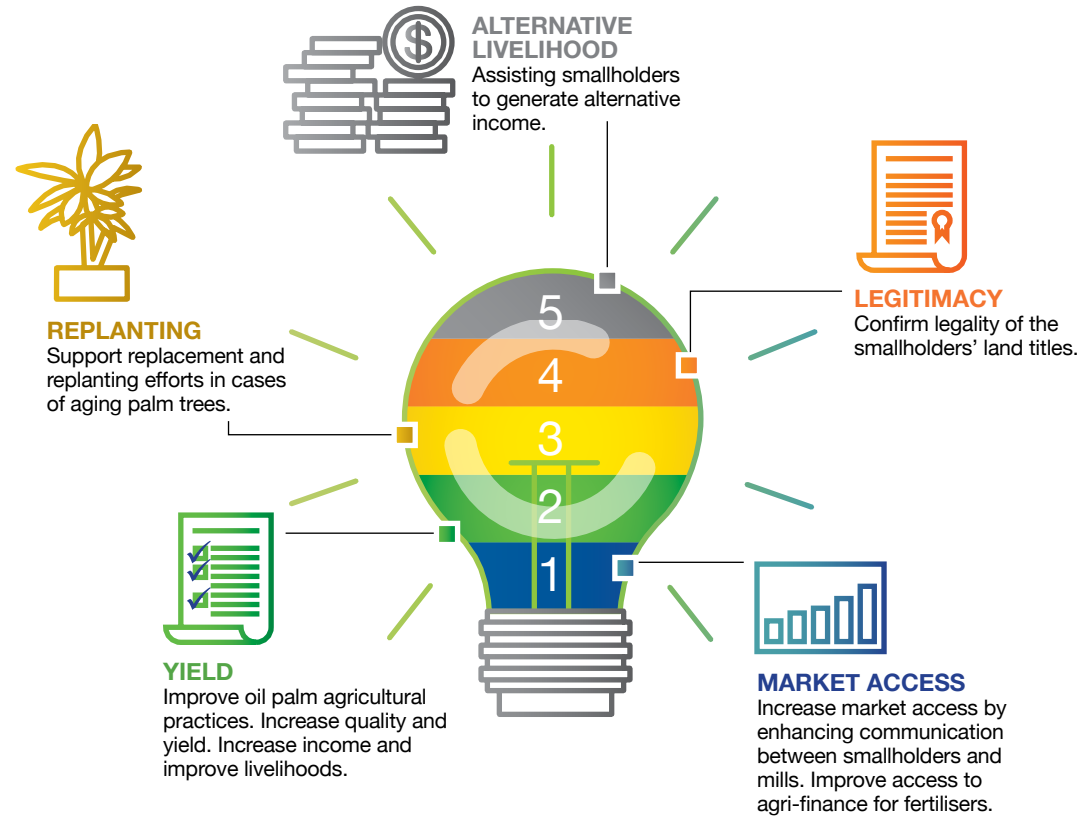 $
ALTERNATIVE
LIVELIHOOD
Assisting smallholders
to generate alternative
income.
LEGITIMACY
Confirm legality of the
smallholders' land titles.
REPLANTING
Support replacement and
replanting efforts in cases
of aging palm trees.
5
4
3
2
1
YIELD
Improve oil palm agricultural
practices. Increase quality and
yield. Increase income and
improve livelihoods.
MARKET ACCESS
Increase market access by
enhancing communication
between smallholders and
mills. Improve access to
agri-finance for fertilisers.